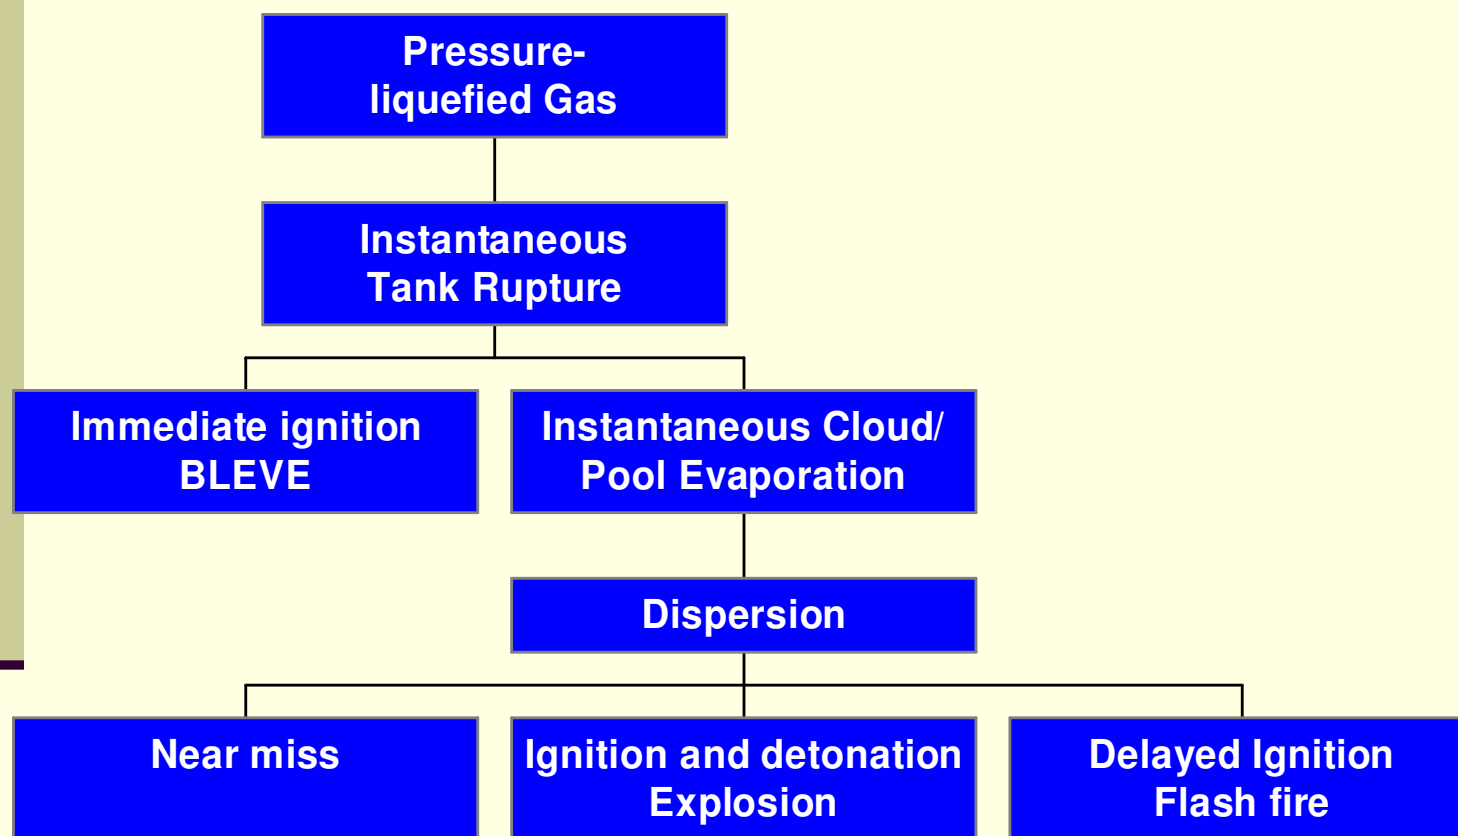 Pressure-
liquefied Gas
Instantaneous
Tank Rupture
Immediate ignition
BLEVE
Instantaneous Cloud/
Pool Evaporation
Dispersion
Near miss
Ignition and detonation
Explosion
Delayed Ignition
Flash fire